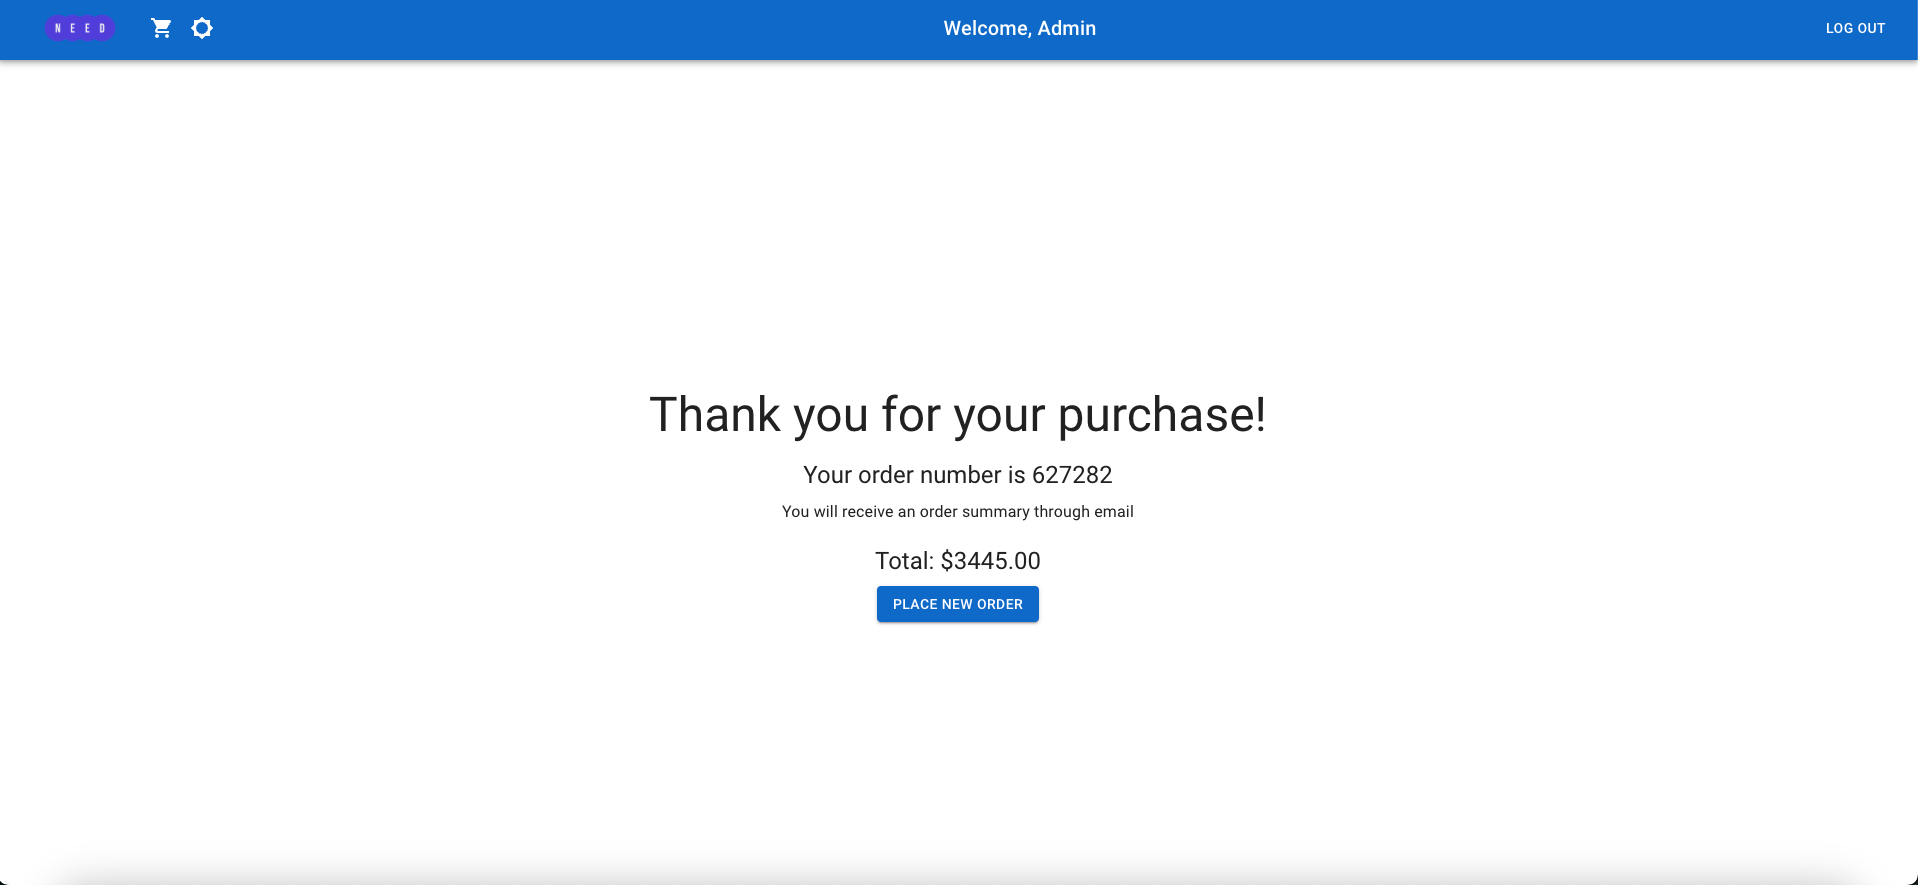 NEED
Welcome, Admin
LOG OUT
Thank you for your purchase!
Your order number is 627282
You will receive an order summary through email
Total: $3445.00
PLACE NEW ORDER